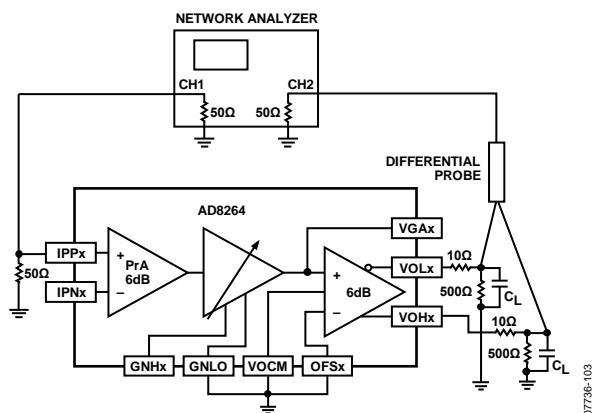 NETWORK ANALYZER
CH1
CH2
50Ω
50Ω
DIFFERENTIAL
PROBE
AD8264
VGAx
IPPx
+
PrA
6dB
–
50Ω
IPNx
+
6dB
–
VOLx
10Ω
500Ω
CL
VOHx
10Ω
500Ω
CL
GNHx
GNLO
VOCM
OFSx
07736-103